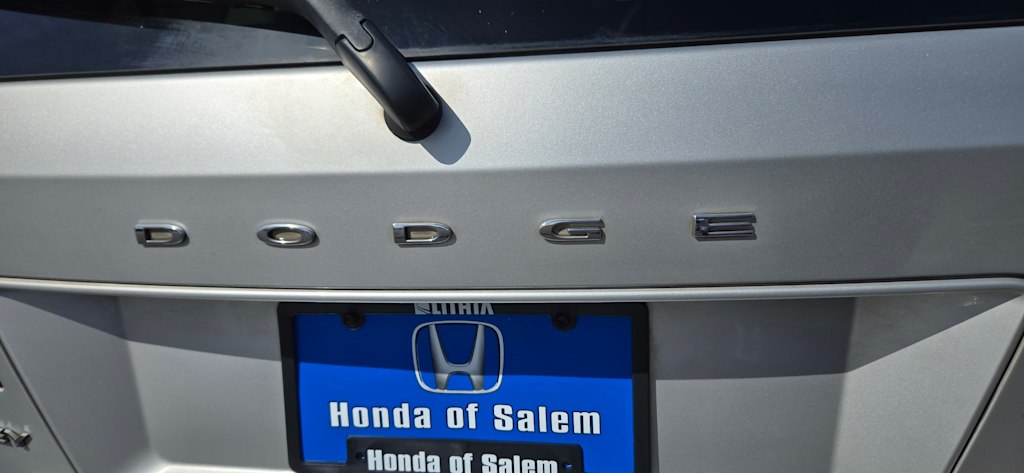 DODGE
LITHIA
Honda of Salem
Honda of Salem